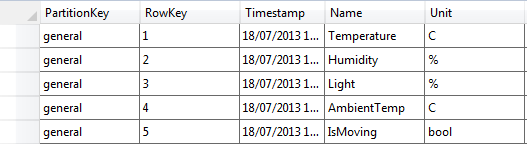 PartitionKey RowKey Timestamp Name Unit
general 1 18/07/2013 1... Temperature C
general 2 18/07/2013 1... Humidity %
general 3 18/07/2013 1... Light %
general 4 18/07/2013 1... AmbientTemp C
general 5 18/07/2013 1... IsMoving bool